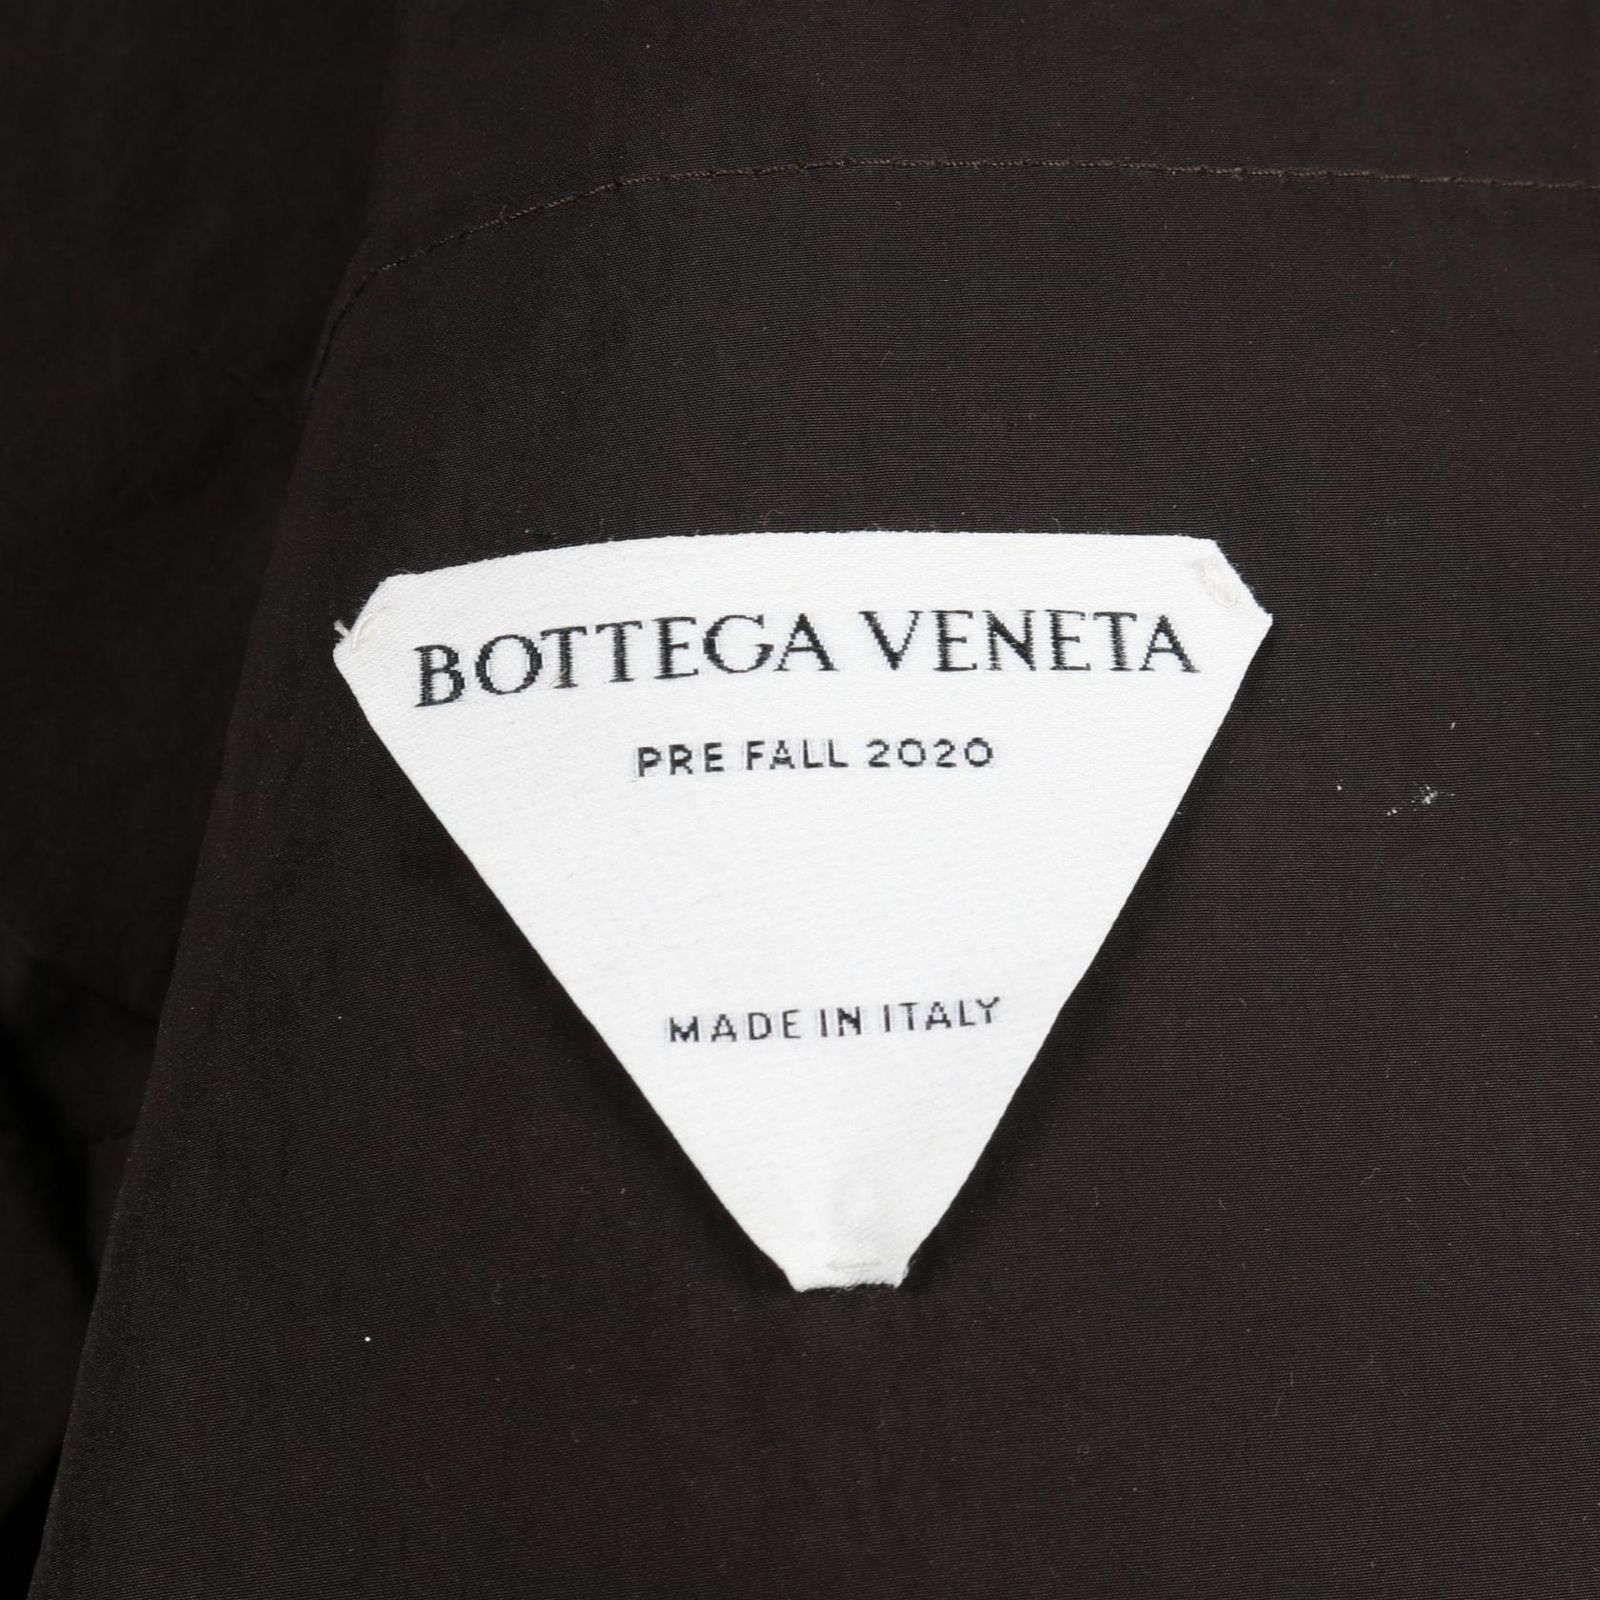 BOTTEGA VENETA
PRE FALL 2020
MADE IN ITALY